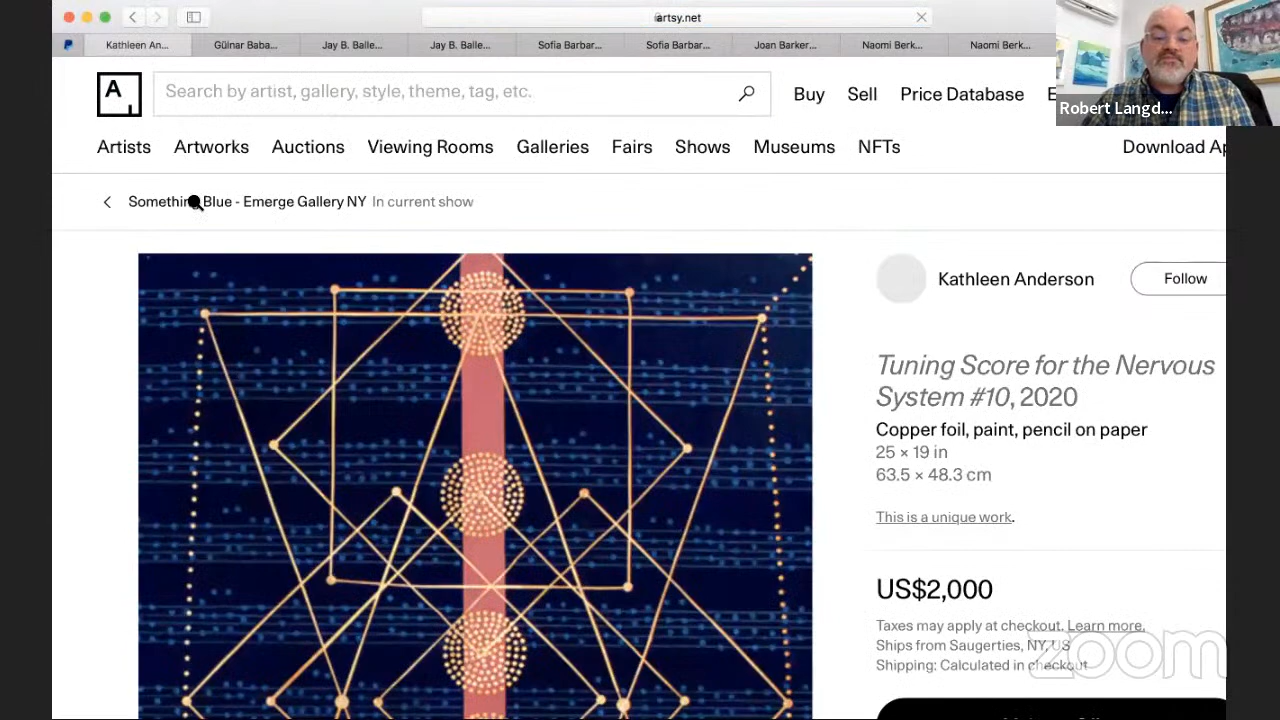 artsy.net
Kathleen An... Gülnar Baba... Jay B. Balle... Jay B. Balle... Sofia Barbar... Sofia Barbar... Joan Barker... Naomi Berk... Naomi Berk...
Robert Langd...
A
Search by artist, gallery, style, theme, tag, etc.
Buy Sell Price Database E
Artists Artworks Auctions Viewing Rooms Galleries Fairs Shows Museums NFTs Download Ap
Something Blue - Emerge Gallery NY In current show
Kathleen Anderson
Follow
Tuning Score for the Nervous
System #10, 2020
Copper foil, paint, pencil on paper
25 × 19 in
63.5 × 48.3 cm
This is a unique work.
US$2,000
Taxes may apply at checkout. Learn more.
Ships from Saugerties, NY, US
Shipping: Calculated in checkout
zoom